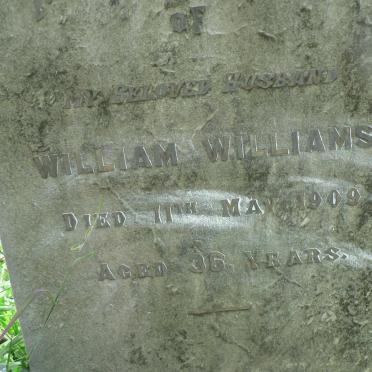 OF
MY BELOVED HUSBAND
WILLIAM WILLIAMS
DIED 11TH MAY 1909
AGED 36 YEARS.